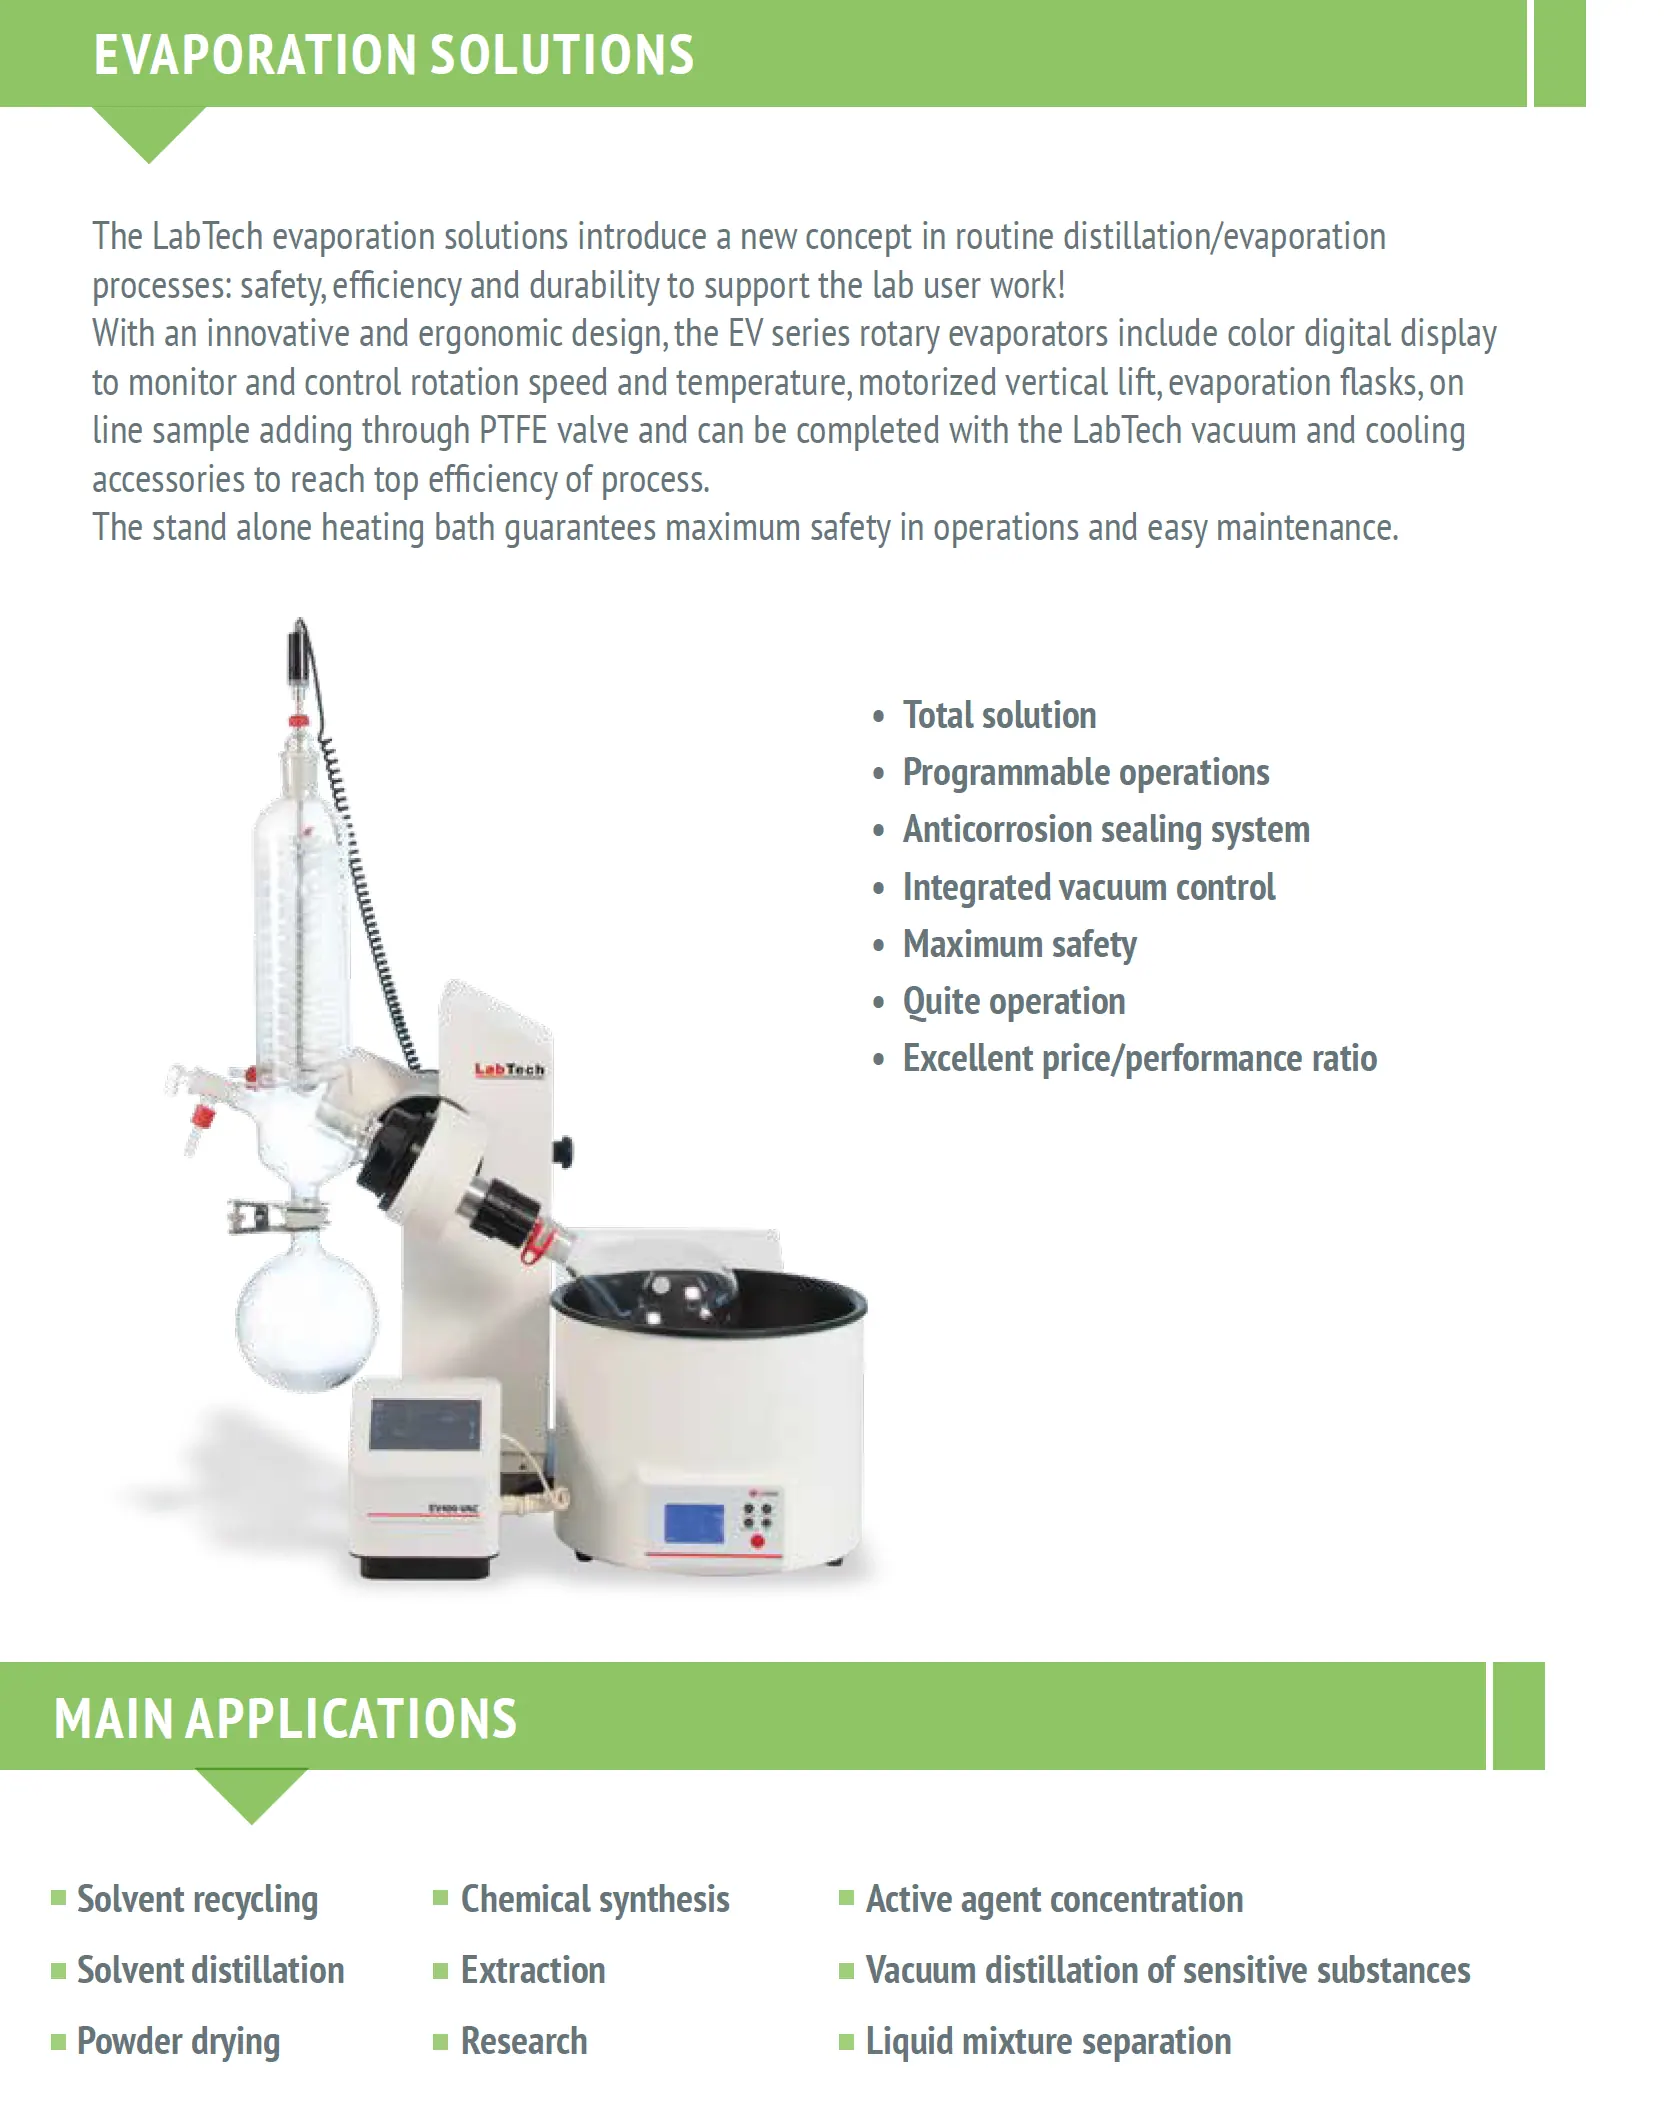 EVAPORATION SOLUTIONS
The LabTech evaporation solutions introduce a new concept in routine distillation/evaporation
processes: safety, efficiency and durability to support the lab user work!
With an innovative and ergonomic design, the EV series rotary evaporators include color digital display
to monitor and control rotation speed and temperature, motorized vertical lift, evaporation flasks, on
line sample adding through PTFE valve and can be completed with the LabTech vacuum and cooling
accessories to reach top efficiency of process.
The stand alone heating bath guarantees maximum safety in operations and easy maintenance.
• Total solution
• Programmable operations
• Anticorrosion sealing system
• Integrated vacuum control
• Maximum safety
• Quite operation
• Excellent price/performance ratio
LabTech
EV400-VAC
MAIN APPLICATIONS
Solvent recycling
Solvent distillation
Powder drying
Chemical synthesis
Extraction
Research
Active agent concentration
Vacuum distillation of sensitive substances
Liquid mixture separation